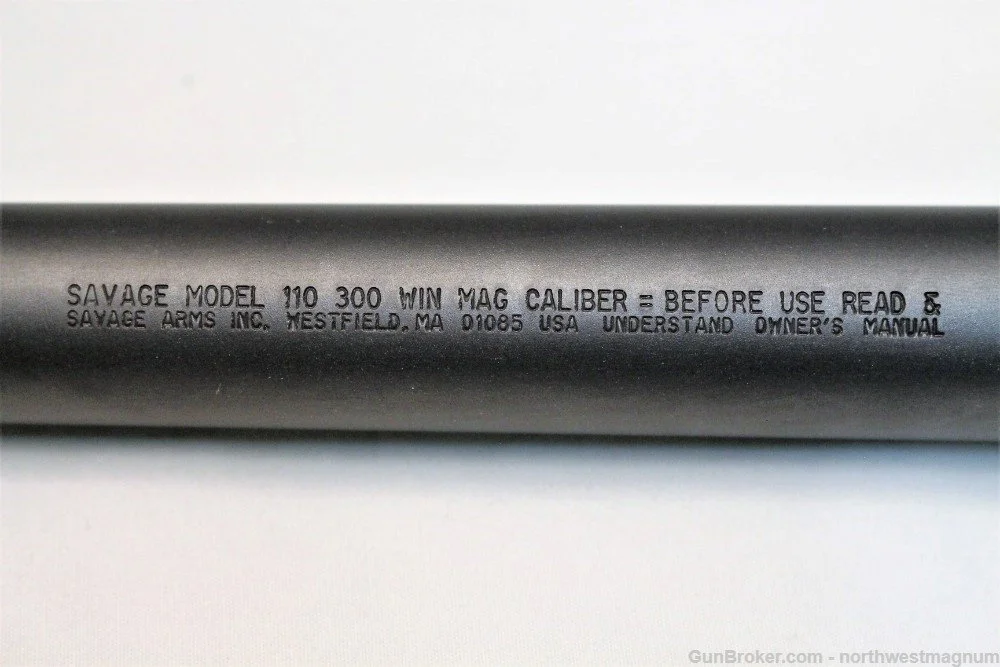 SAVAGE MODEL 110 300 WIN MAG CALIBER = BEFORE USE READ &
SAVAGE ARMS INC. WESTFIELD, MA 01085 USA UNDERSTAND OWNER'S MANUAL
GunBroker.com - northwestmagnum